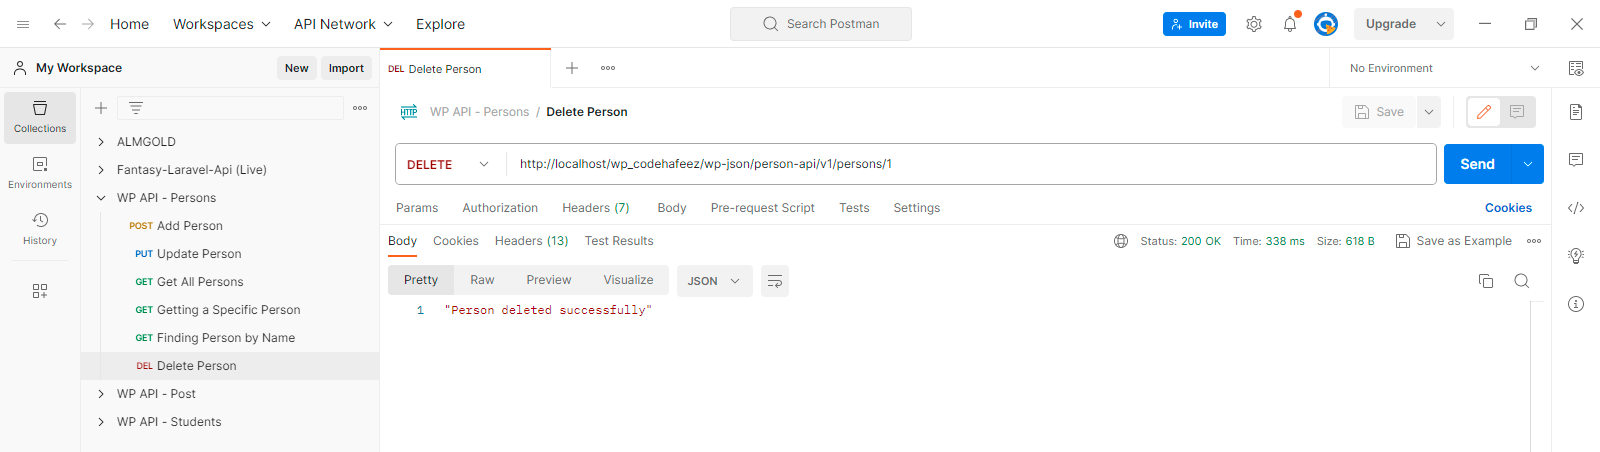 Home Workspaces API Network Explore Search Postman Invite Upgrade
My Workspace New Import DEL Delete Person No Environment
Collections
Environments
History
ALMGOLD
Fantasy-Laravel-Api (Live)
WP API - Persons
POST Add Person
PUT Update Person
GET Get All Persons
GET Getting a Specific Person
GET Finding Person by Name
DEL Delete Person
WP API - Post
WP API - Students
HTTP WP API - Persons / Delete Person Save
DELETE http://localhost/wp_codehafeez/wp-json/person-api/v1/persons/1 Send
Params Authorization Headers (7) Body Pre-request Script Tests Settings Cookies
Body Cookies Headers (13) Test Results Status: 200 OK Time: 338 ms Size: 618 B Save as Example
Pretty Raw Preview Visualize JSON
1 "Person deleted successfully"